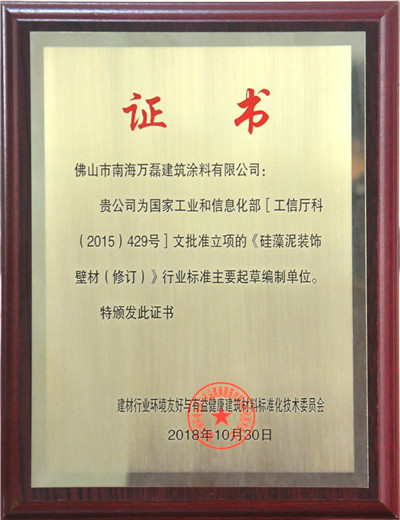 证 书
佛山市南海万磊建筑涂料有限公司：
贵公司为国家工业和信息化部［工信厅科
（2015）429号］文批准立项的《硅藻泥装饰
壁材（修订）》行业标准主要起草编制单位。
特颁发此证书
建材行业环境友好与有益健康建筑材料标准化技术委员会
2018年10月30日